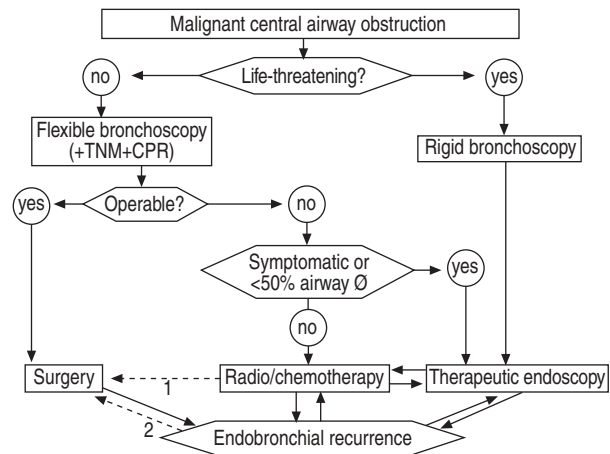 Malignant central airway obstruction
no
Life-threatening?
yes
Flexible bronchoscopy
(+TNM+CPR)
Rigid bronchoscopy
yes
Operable?
no
Symptomatic or
<50% airway Ø
yes
no
Surgery
1
Radio/chemotherapy
Therapeutic endoscopy
2
Endobronchial recurrence